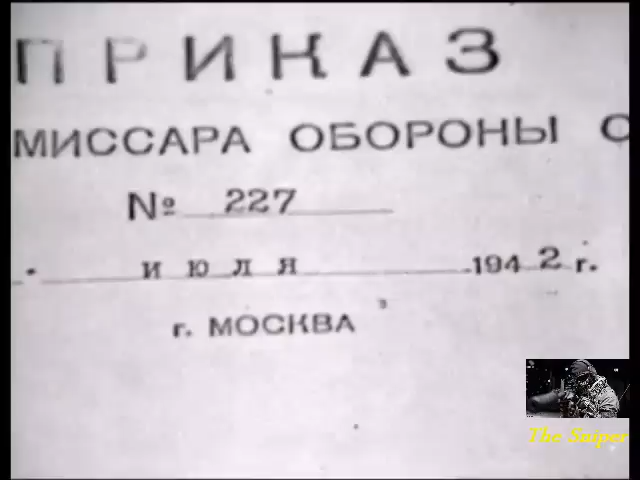 ПРИКАЗ
МИССАРА ОБОРОНЫ С
№ 227
июля 1942 г.
г. МОСКВА
The Sniper